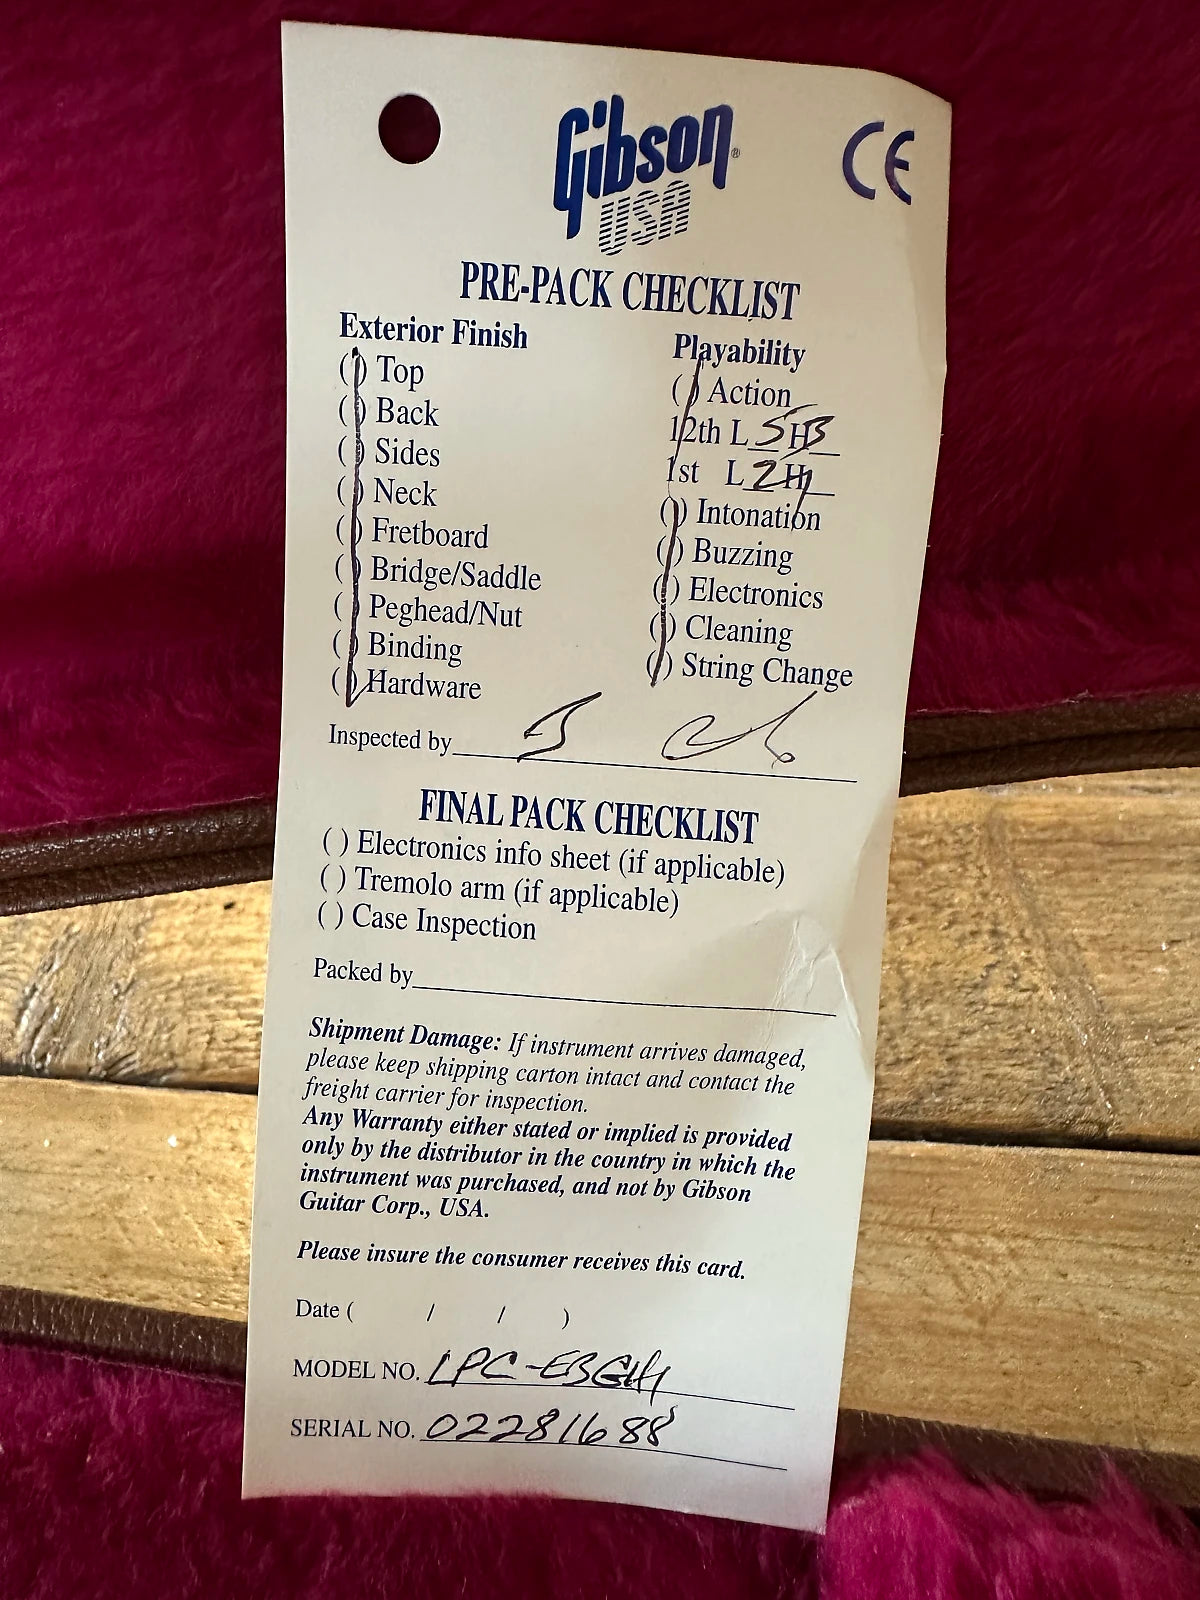 Gibson®
USA
CE
PRE-PACK CHECKLIST
Exterior Finish
( ) Top
( ) Back
( ) Sides
( ) Neck
( ) Fretboard
( ) Bridge/Saddle
( ) Peghead/Nut
( ) Binding
( ) Hardware
Playability
( ) Action
12th L 5 H 3
1st L 2 H 1
( ) Intonation
( ) Buzzing
( ) Electronics
( ) Cleaning
( ) String Change
Inspected by
FINAL PACK CHECKLIST
( ) Electronics info sheet (if applicable)
( ) Tremolo arm (if applicable)
( ) Case Inspection
Packed by
Shipment Damage: If instrument arrives damaged,
please keep shipping carton intact and contact the
freight carrier for inspection.
Any Warranty either stated or implied is provided
only by the distributor in the country in which the
instrument was purchased, and not by Gibson
Guitar Corp., USA.
Please insure the consumer receives this card.
Date ( / / )
MODEL NO. LPC-EBGH1
SERIAL NO. 02281688